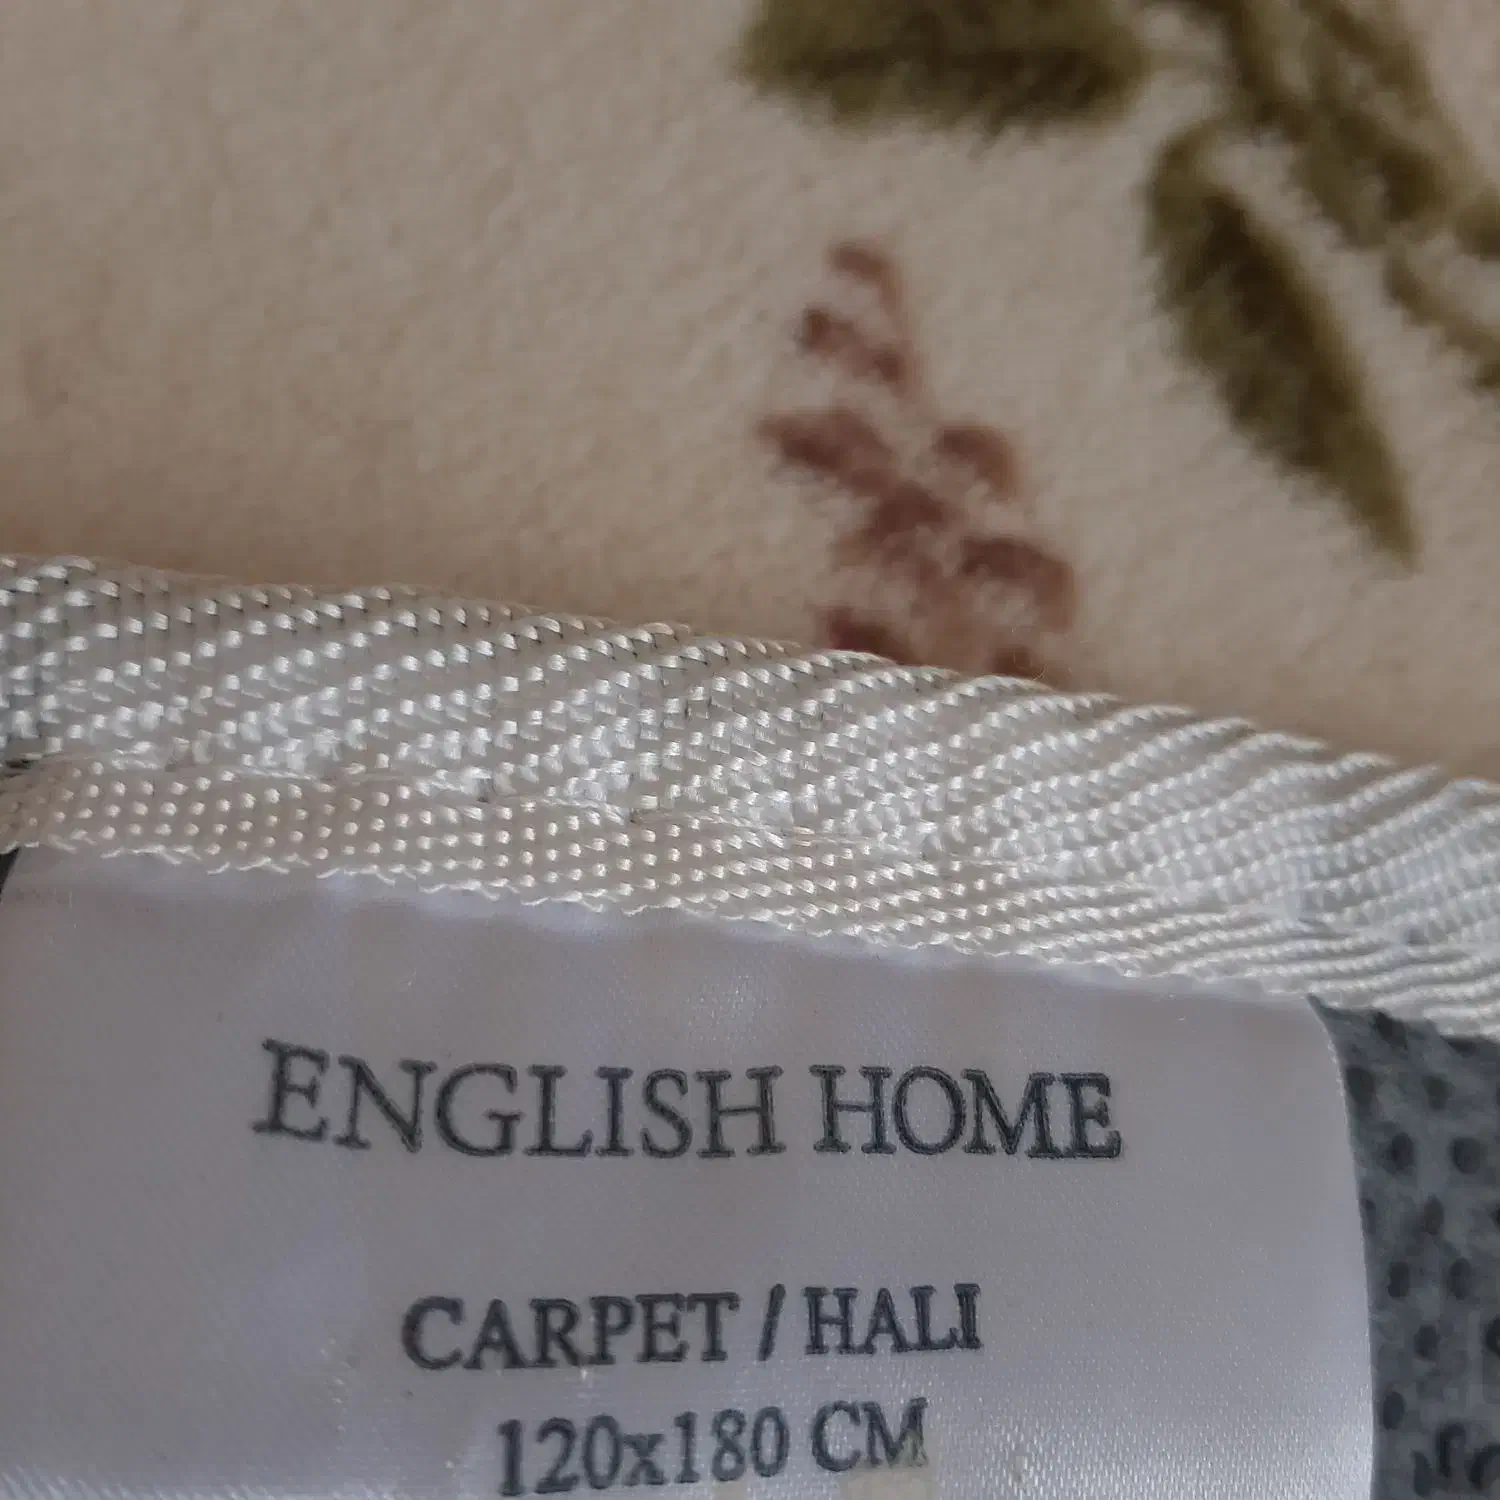 ENGLISH HOME
CARPET / HALI
120x180 CM